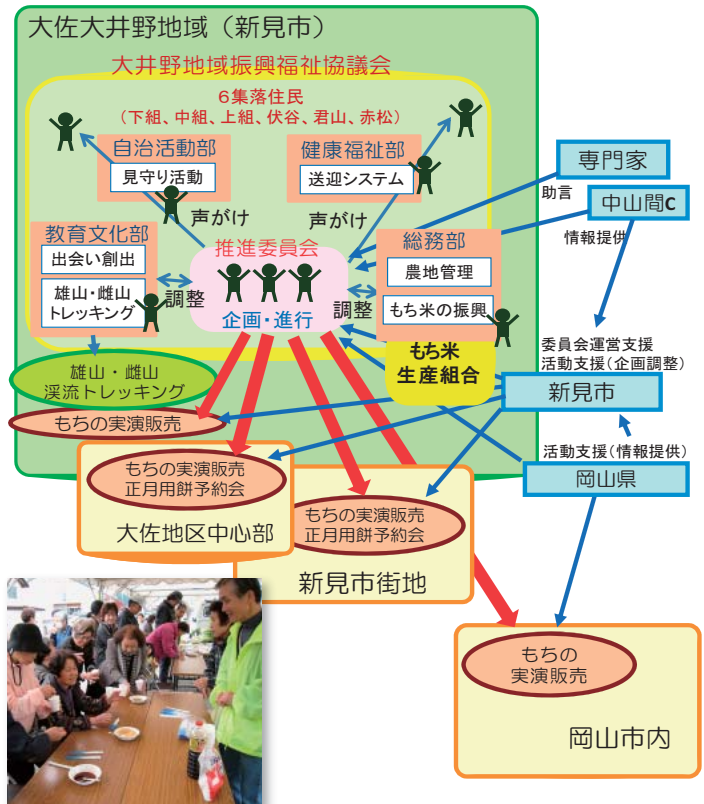 大佐大井野地域（新見市）
大井野地域振興福祉協議会
６集落住民
（下組、中組、上組、伏谷、君山、赤松）
自治活動部
見守り活動
健康福祉部
送迎システム
声がけ
声がけ
専門家
助言
中山間C
情報提供
教育文化部
出会い創出
雄山・雌山
トレッキング
調整
推進委員会
企画・進行
調整
総務部
農地管理
もち米の振興
もち米
生産組合
委員会運営支援
活動支援（企画調整）
新見市
活動支援（情報提供）
岡山県
雄山・雌山
渓流トレッキング
もちの実演販売
もちの実演販売
正月用餅予約会
大佐地区中心部
もちの実演販売
正月用餅予約会
新見市街地
もちの
実演販売
岡山市内